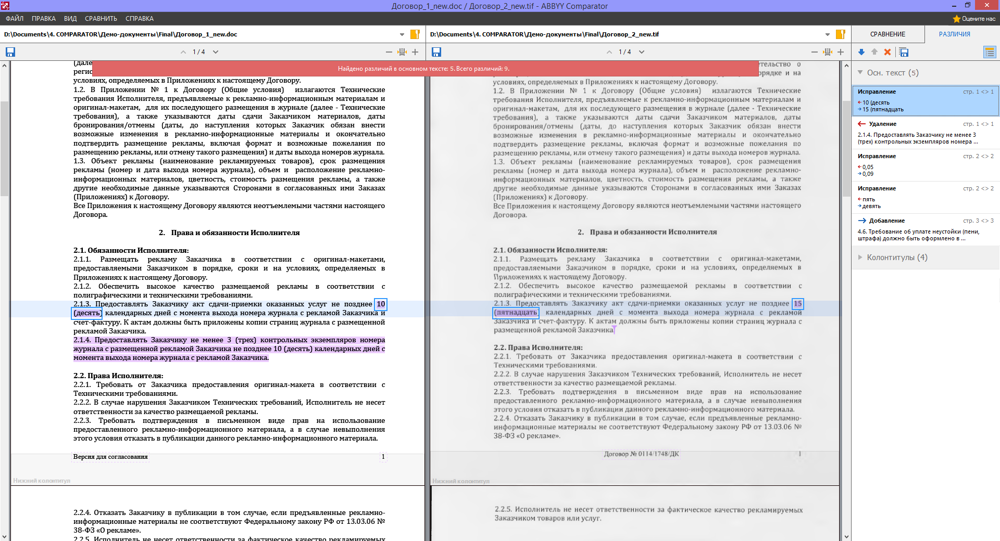 Договор_1_new.doc / Договор_2_new.tif - ABBYY Comparator
ФАЙЛ ПРАВКА ВИД СРАВНИТЬ СПРАВКА
Оцените нас
D:\Documents\4. COMPARATOR\Демо-документы\Final\Договор_1_new.doc
1 / 4
Найдено различий в основном тексте: 5. Всего различий: 9.
(дале
регис
условиях, определяемых в Приложениях к настоящему Договору.
1.2. В Приложении № 1 к Договору (Общие условия) излагаются Технические
требования Исполнителя, предъявляемые к рекламно-информационным материалам и
оригинал-макетам, для их последующего размещения в журнале (далее - Технические
требования), а также указываются даты сдачи Заказчиком материалов, даты
бронирования/отмены (даты, до наступления которых Заказчик обязан внести
возможные изменения в рекламно-информационные материалы и окончательно
подтвердить размещение рекламы, включая формат и возможные пожелания по
размещению рекламы, или отмену такого размещения) и даты выхода номеров журнала.
1.3. Объект рекламы (наименование рекламируемых товаров), срок размещения
рекламы (номер и дата выхода номера журнала), объем и расположение рекламно-
информационных материалов, цветность, стоимость размещения рекламы, а также
другие необходимые данные указываются Сторонами в согласованных ими Заказах
(Приложениях) к Договору.
Все Приложения к настоящему Договору являются неотъемлемыми частями настоящего
Договора.
2. Права и обязанности Исполнителя
2.1. Обязанности Исполнителя:
2.1.1. Размещать рекламу Заказчика в соответствии с оригинал-макетами,
предоставляемыми Заказчиком в порядке, сроки и на условиях, определяемых в
Приложениях к настоящему Договору.
2.1.2. Обеспечить высокое качество размещаемой рекламы в соответствии с
полиграфическими и техническими требованиями.
2.1.3. Предоставлять Заказчику акт сдачи-приемки оказанных услуг не позднее 10
(десять) календарных дней с момента выхода номера журнала с рекламой Заказчика и
счет-фактуру. К актам должны быть приложены копии страниц журнала с размещенной
рекламой Заказчика.
2.1.4. Предоставлять Заказчику не менее 3 (трех) контрольных экземпляров номера
журнала с размещенной рекламой Заказчика не позднее 10 (десять) календарных дней с
момента выхода номера журнала с рекламой Заказчика.
2.2. Права Исполнителя:
2.2.1. Требовать от Заказчика предоставления оригинал-макета в соответствии с
Техническими требованиями.
2.2.2. В случае нарушения Заказчиком Технических требований, Исполнитель не несет
ответственности за качество размещаемой рекламы.
2.2.3. Требовать подтверждения в письменном виде прав на использование
предоставленного рекламно-информационного материала, а в случае невыполнения
этого условия отказать в публикации данного рекламно-информационного материала.
Версия для согласования 1
Нижний колонтитул
2.2.4. Отказать Заказчику в публикации в том случае, если предъявленные рекламно-
информационные материалы не соответствуют Федеральному закону РФ от 13.03.06 №
38-ФЗ «О рекламе».
2.2.5. Исполнитель не несет ответственности за фактическое качество рекламируемых
D:\Documents\4. COMPARATOR\Демо-документы\Final\Договор_2_new.tif
1 / 4
тельство о
орядке и на
условиях, определяемых в Приложениях к настоящему Договору.
1.2. В Приложении № 1 к Договору (Общие условия) излагаются Технические
требования Исполнителя, предъявляемые к рекламно-информационным материалам и
оригинал-макетам, для их последующего размещения в журнале (далее - Технические
требования), а также указываются даты сдачи Заказчиком материалов, даты
бронирования/отмены (даты, до наступления которых Заказчик обязан внести
возможные изменения в рекламно-информационные материалы и окончательно
подтвердить размещение рекламы, включая формат и возможные пожелания по
размещению рекламы, или отмену такого размещения) и даты выхода номеров журнала.
1.3. Объект рекламы (наименование рекламируемых товаров), срок размещения
рекламы (номер и дата выхода номера журнала), объем и расположение рекламно-
информационных материалов, цветность, стоимость размещения рекламы, а также
другие необходимые данные указываются Сторонами в согласованных ими Заказах
(Приложениях) к Договору.
Все Приложения к настоящему Договору являются неотъемлемыми частями настоящего
Договора.
2. Права и обязанности Исполнителя
2.1. Обязанности Исполнителя:
2.1.1. Размещать рекламу Заказчика в соответствии с оригинал-макетами,
предоставляемыми Заказчиком в порядке, сроки и на условиях, определяемых в
Приложениях к настоящему Договору.
2.1.2. Обеспечить высокое качество размещаемой рекламы в соответствии с
полиграфическими и техническими требованиями.
2.1.3. Предоставлять Заказчику акт сдачи-приемки оказанных услуг не позднее 15
(пятнадцать) календарных дней с момента выхода номера журнала с рекламой
Заказчика и счет-фактуру. К актам должны быть приложены копии страниц журнала с
размещенной рекламой Заказчика.
2.2. Права Исполнителя:
2.2.1. Требовать от Заказчика предоставления оригинал-макета в соответствии с
Техническими требованиями.
2.2.2. В случае нарушения Заказчиком Технических требований, Исполнитель не несет
ответственности за качество размещаемой рекламы.
2.2.3. Требовать подтверждения в письменном виде прав на использование
предоставленного рекламно-информационного материала, а в случае невыполнения
этого условия отказать в публикации данного рекламно-информационного материала.
2.2.4. Отказать Заказчику в публикации в том случае, если предъявленные рекламно-
информационные материалы не соответствуют Федеральному закону РФ от 13.03.06 №
38-ФЗ «О рекламе».
Договор № 0114/1748/ДК 1
Нижний колонтитул
2.2.5. Исполнитель не несет ответственности за фактическое качество рекламируемых
Заказчиком товаров или услуг.
СРАВНЕНИЕ РАЗЛИЧИЯ
Осн. текст (5)
Исправление стр. 1 <> 1
10 (десять
15 (пятнадцать
Удаление стр. 1 <> 1
2.1.4. Предоставлять Заказчику не менее 3
(трех) контрольных экземпляров номера ...
Исправление стр. 2 <> 2
0,05
0,09
Исправление стр. 2 <> 2
пять
девять
Добавление стр. 3 <> 3
4.6. Требование об уплате неустойки (пени,
штрафа) должно быть оформлено в ...
Колонтитулы (4)